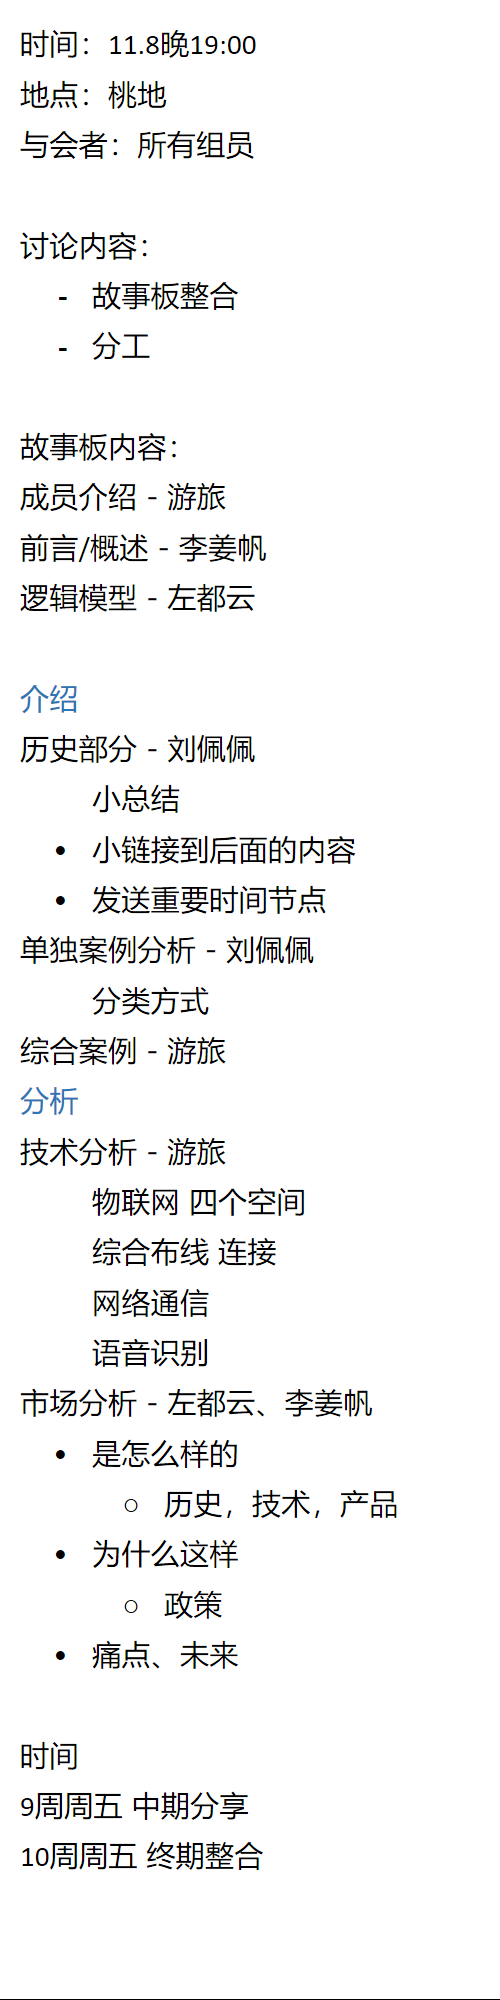 时间：11.8晚19:00
地点：桃地
与会者：所有组员
讨论内容：
- 故事板整合
- 分工
故事板内容：
成员介绍 - 游旅
前言/概述 - 李姜帆
逻辑模型 - 左都云
介绍
历史部分 - 刘佩佩
小总结
• 小链接到后面的内容
• 发送重要时间节点
单独案例分析 - 刘佩佩
分类方式
综合案例 - 游旅
分析
技术分析 - 游旅
物联网 四个空间
综合布线 连接
网络通信
语音识别
市场分析 - 左都云、李姜帆
• 是怎么样的
○ 历史，技术，产品
• 为什么这样
○ 政策
• 痛点、未来
时间
9周周五 中期分享
10周周五 终期整合